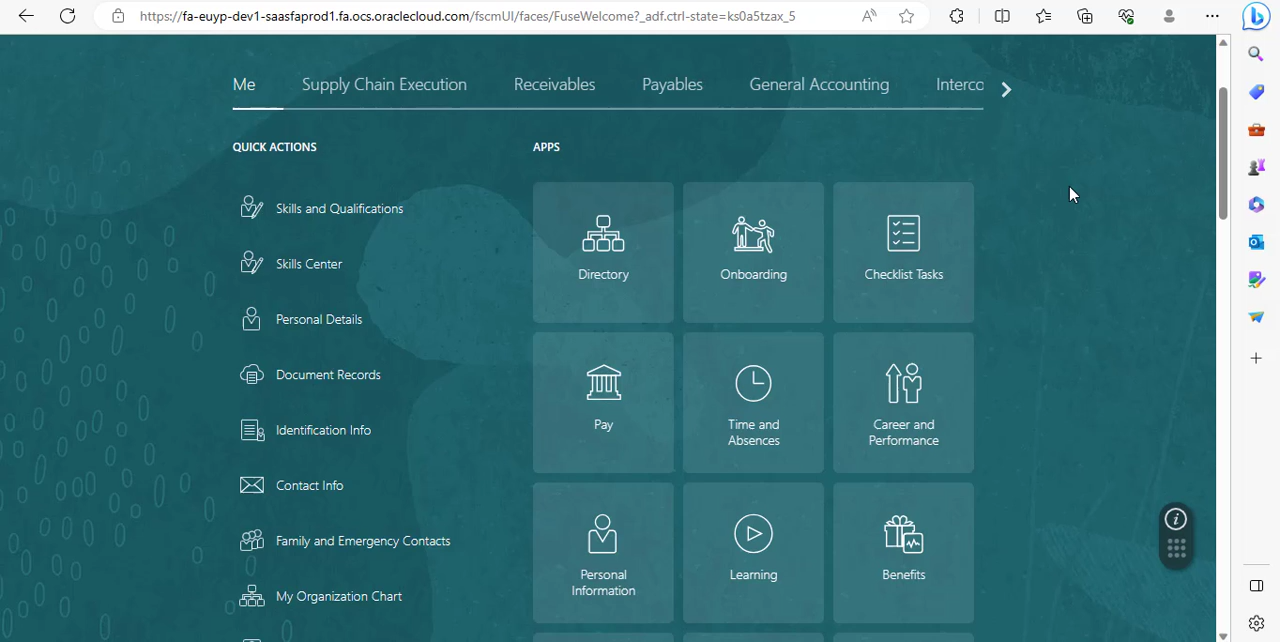 https://fa-euyp-dev1-saasfaprod1.fa.ocs.oraclecloud.com/fscmUI/faces/FuseWelcome?_adf.ctrl-state=ks0a5tzax_5
Me Supply Chain Execution Receivables Payables General Accounting Interco
QUICK ACTIONS
Skills and Qualifications
Skills Center
Personal Details
Document Records
Identification Info
Contact Info
Family and Emergency Contacts
My Organization Chart
APPS
Directory
Onboarding
Checklist Tasks
Pay
Time and
Absences
Career and
Performance
Personal
Information
Learning
Benefits